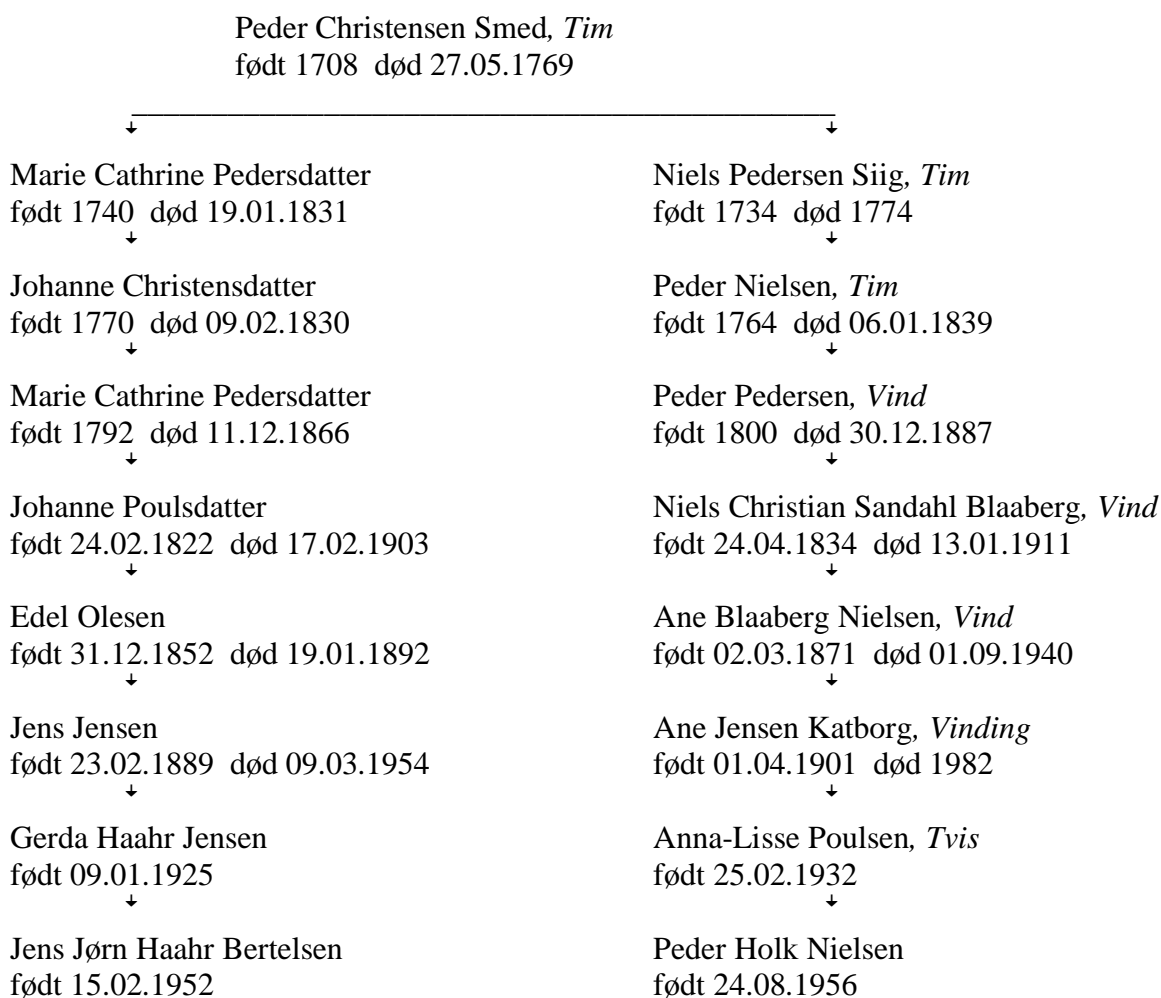 Peder Christensen Smed, Tim
født 1708 død 27.05.1769
Marie Cathrine Pedersdatter
født 1740 død 19.01.1831
Niels Pedersen Siig, Tim
født 1734 død 1774
Johanne Christensdatter
født 1770 død 09.02.1830
Peder Nielsen, Tim
født 1764 død 06.01.1839
Marie Cathrine Pedersdatter
født 1792 død 11.12.1866
Peder Pedersen, Vind
født 1800 død 30.12.1887
Johanne Poulsdatter
født 24.02.1822 død 17.02.1903
Niels Christian Sandahl Blaaberg, Vind
født 24.04.1834 død 13.01.1911
Edel Olesen
født 31.12.1852 død 19.01.1892
Ane Blaaberg Nielsen, Vind
født 02.03.1871 død 01.09.1940
Jens Jensen
født 23.02.1889 død 09.03.1954
Ane Jensen Katborg, Vinding
født 01.04.1901 død 1982
Gerda Haahr Jensen
født 09.01.1925
Anna-Lisse Poulsen, Tvis
født 25.02.1932
Jens Jørn Haahr Bertelsen
født 15.02.1952
Peder Holk Nielsen
født 24.08.1956